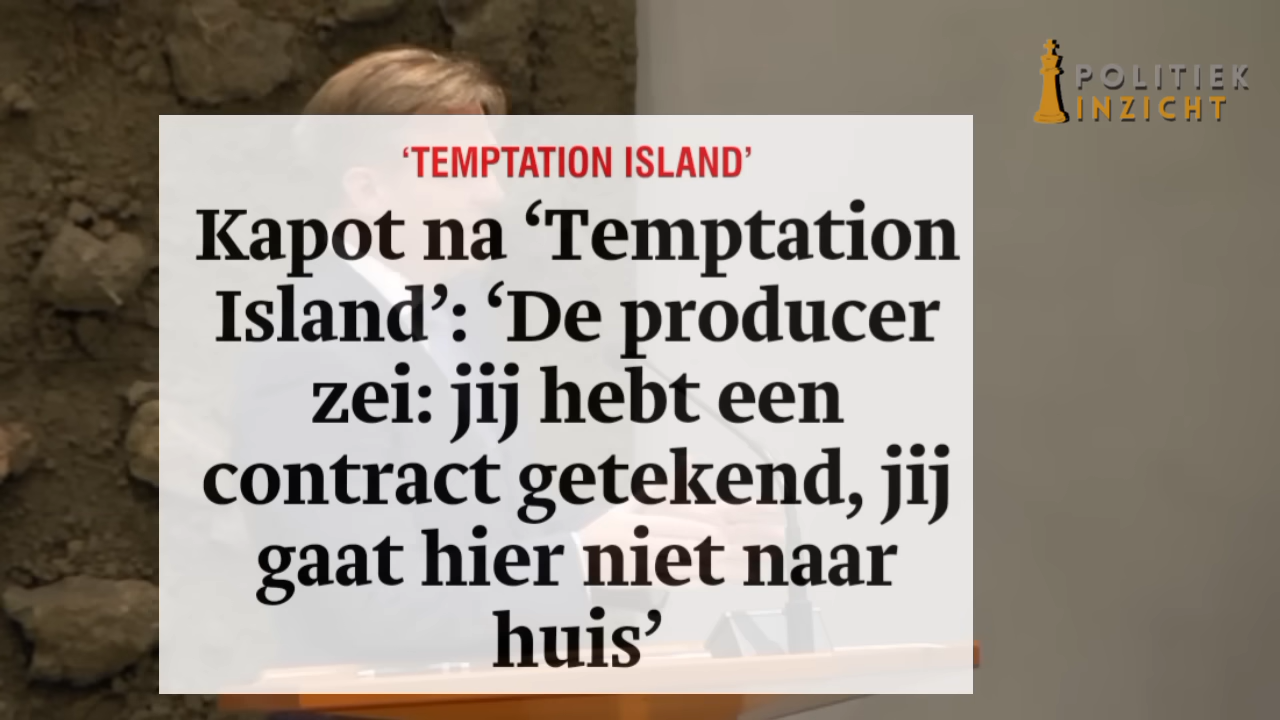 POLITIEK
INZICHT
‘TEMPTATION ISLAND’
Kapot na ‘Temptation
Island’: ‘De producer
zei: jij hebt een
contract getekend, jij
gaat hier niet naar
huis’